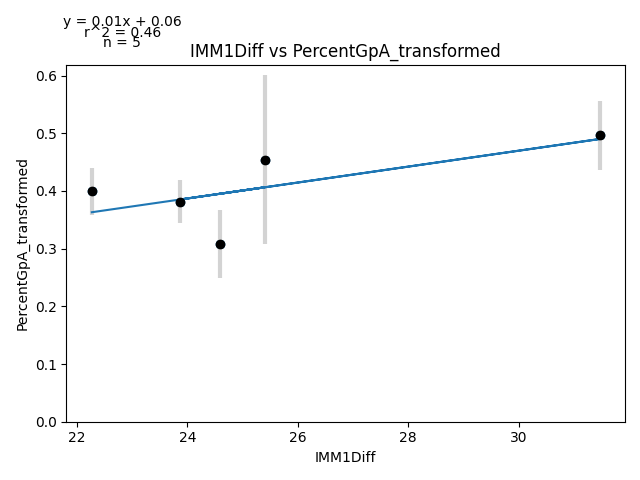 y = 0.01x + 0.06
r^2 = 0.46
n = 5
IMM1Diff vs PercentGpA_transformed
0.6
0.5
0.4
0.3
0.2
0.1
0.0
PercentGpA_transformed
22
24
26
28
30
IMM1Diff